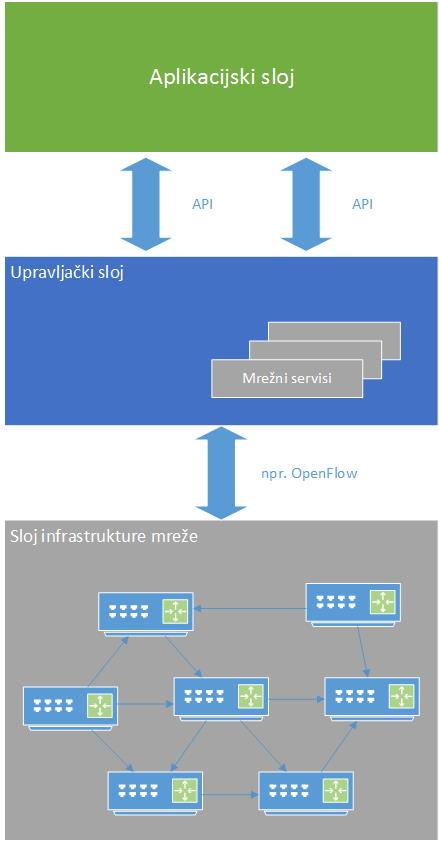 Aplikacijski sloj
API
API
Upravljački sloj
Mrežni servisi
npr. OpenFlow
Sloj infrastrukture mreže